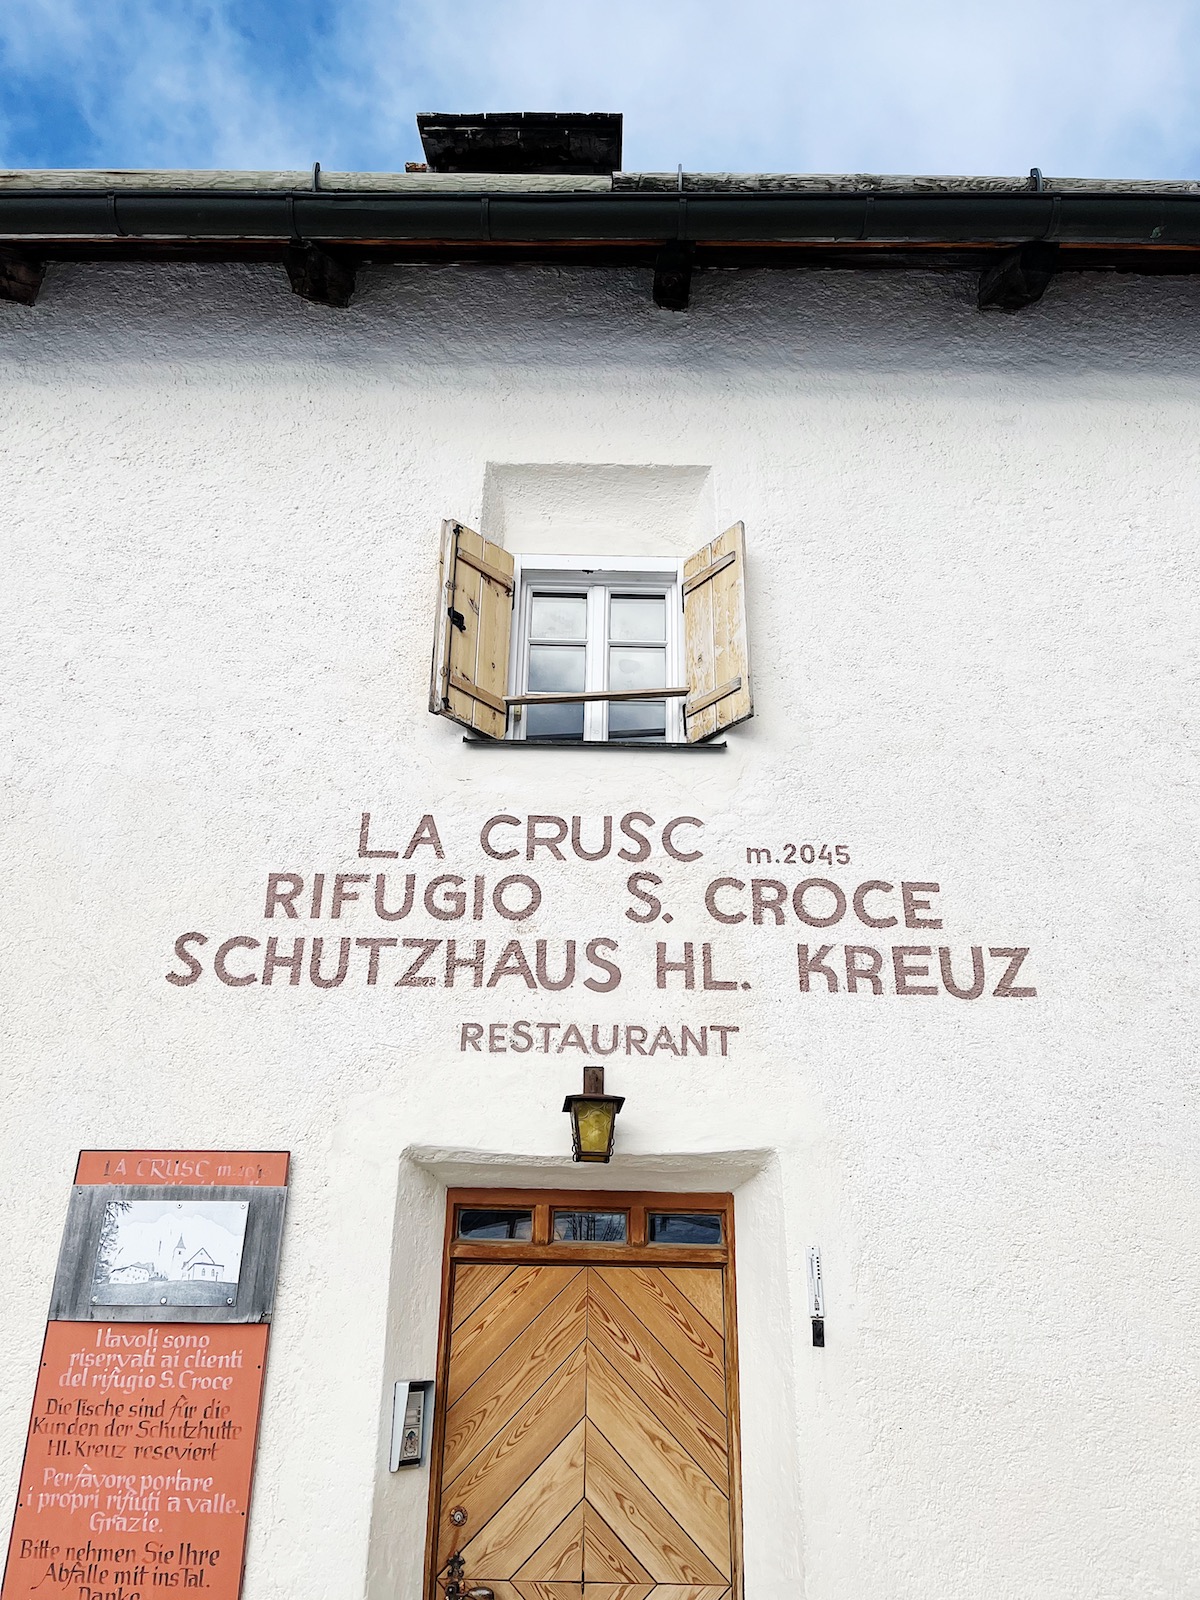 LA CRUSC m.2045
RIFUGIO S. CROCE
SCHUTZHAUS HL. KREUZ
RESTAURANT
LA CRUSC
I tavoli sono
riservati ai clienti
del rifugio S. Croce
Die Tische sind für die
Kunden der Schutzhütte
Hl. Kreuz reseviert
Per favore portare
i propri rifiuti a valle.
Grazie.
Bitte nehmen Sie Ihre
Abfälle mit ins Tal.
Danke